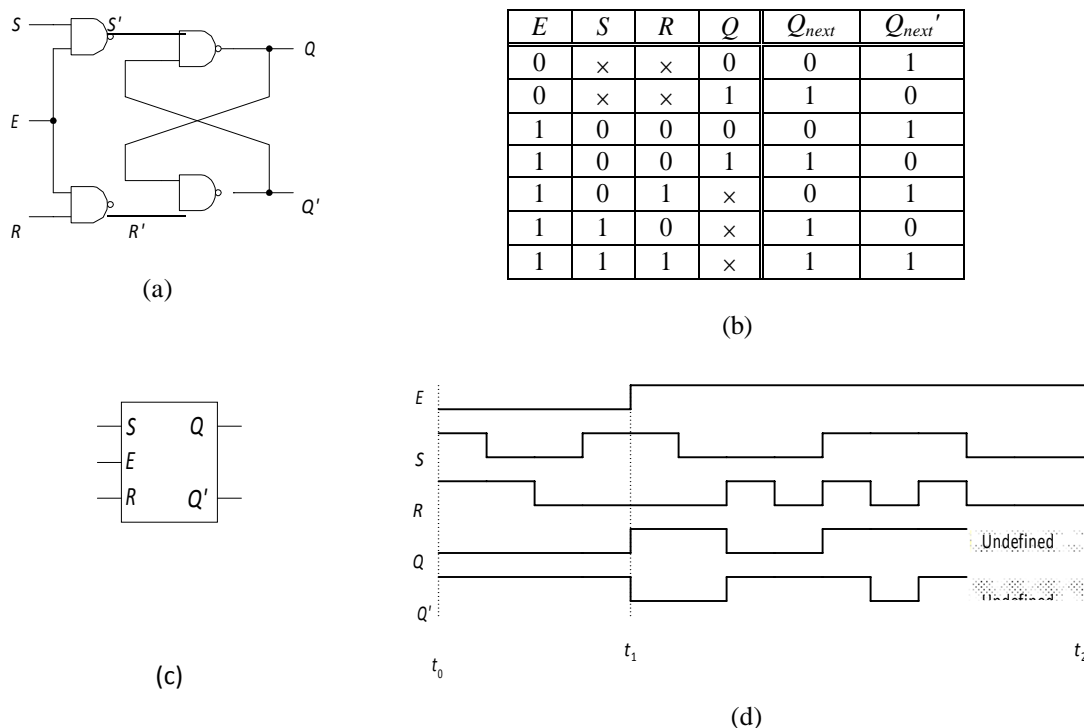 S
S'
Q
E
Q'
R
R'
(a)
E S R Q Qnext Qnext'
0 × × 0 0 1
0 × × 1 1 0
1 0 0 0 0 1
1 0 0 1 1 0
1 0 1 × 0 1
1 1 0 × 1 0
1 1 1 × 1 1
(b)
S Q
E
R Q'
(c)
E
S
R
Q
Undefined
Q'
Undefined
t0 t1 t2
(d)